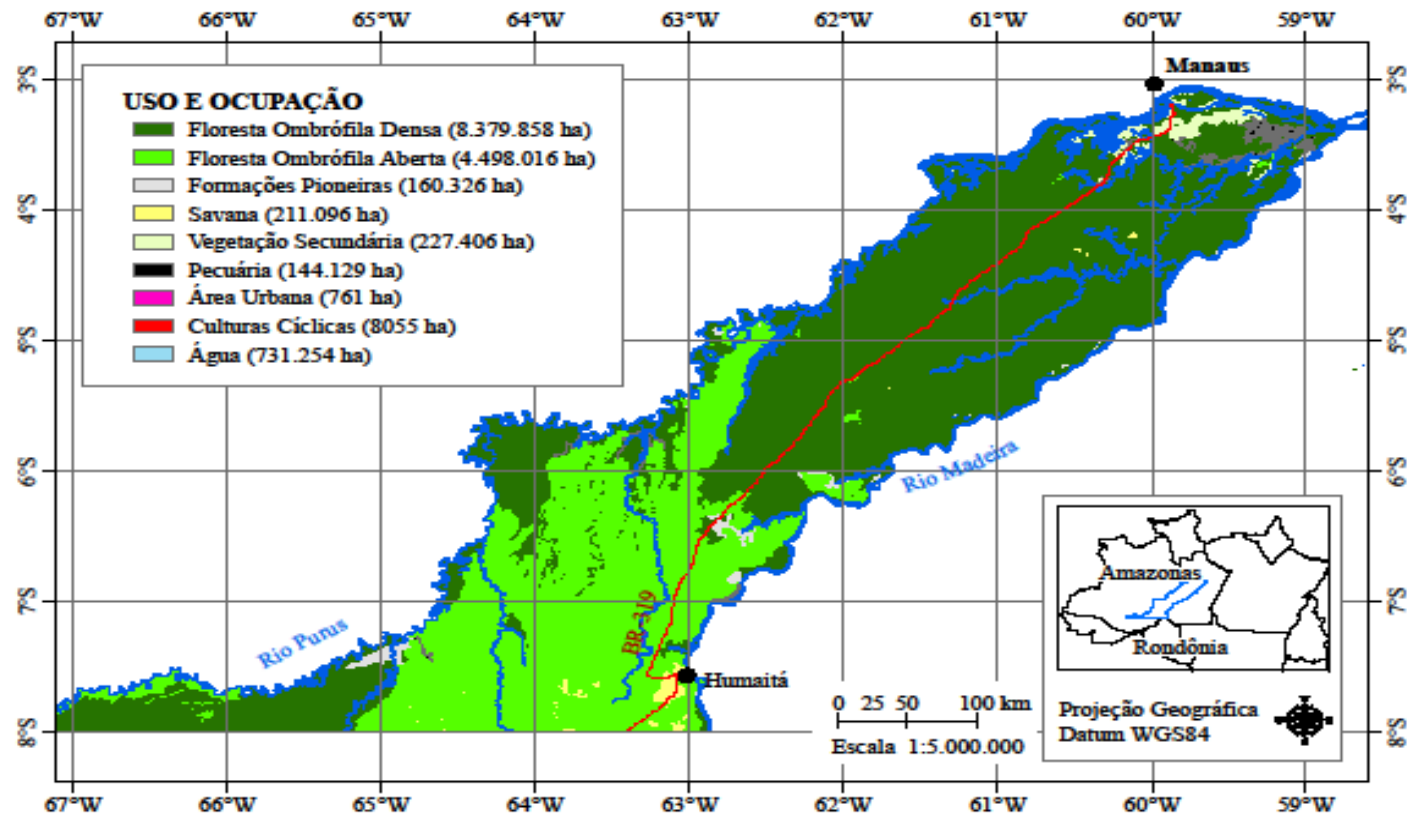 67°W 66°W 65°W 64°W 63°W 62°W 61°W 60°W 59°W
Manaus
3°S 3°S
USO E OCUPAÇÃO
Floresta Ombrófila Densa (8.379.858 ha)
Floresta Ombrófila Aberta (4.498.016 ha)
Formações Pioneiras (160.326 ha)
Savana (211.096 ha)
Vegetação Secundária (227.406 ha)
Pecuária (144.129 ha)
Área Urbana (761 ha)
Culturas Cíclicas (8055 ha)
Água (731.254 ha)
4°S 4°S
5°S 5°S
6°S 6°S
Rio Madeira
7°S 7°S
BR-319
Rio Purus
Humaitá
8°S 8°S
0 25 50 100 km
Escala 1:5.000.000
Amazonas
Rondônia
Projeção Geográfica
Datum WGS84
67°W 66°W 65°W 64°W 63°W 62°W 61°W 60°W 59°W